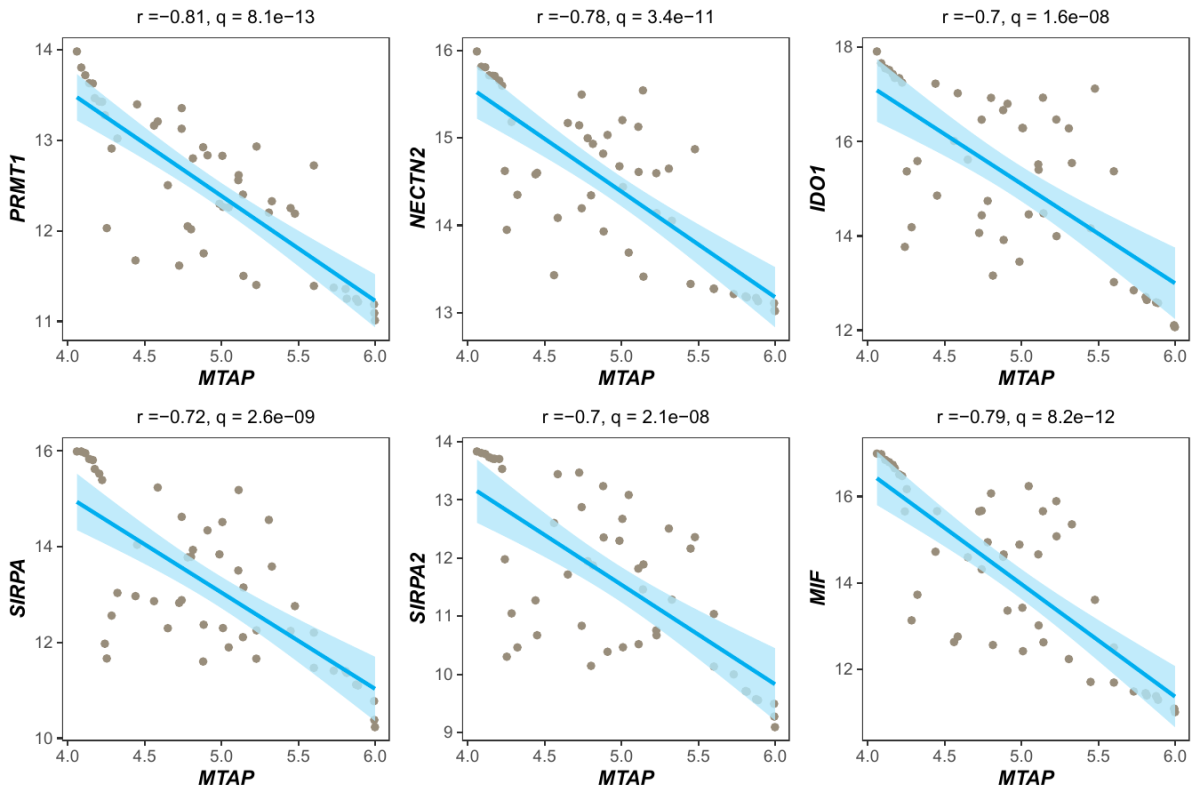 r =−0.81, q = 8.1e−13
r =−0.78, q = 3.4e−11
r =−0.7, q = 1.6e−08
14
13
12
11
PRMT1
4.0 4.5 5.0 5.5 6.0
MTAP
16
15
14
13
NECTN2
4.0 4.5 5.0 5.5 6.0
MTAP
18
16
14
12
IDO1
4.0 4.5 5.0 5.5 6.0
MTAP
r =−0.72, q = 2.6e−09
r =−0.7, q = 2.1e−08
r =−0.79, q = 8.2e−12
16
14
12
10
SIRPA
4.0 4.5 5.0 5.5 6.0
MTAP
14
13
12
11
10
9
SIRPA2
4.0 4.5 5.0 5.5 6.0
MTAP
16
14
12
MIF
4.0 4.5 5.0 5.5 6.0
MTAP